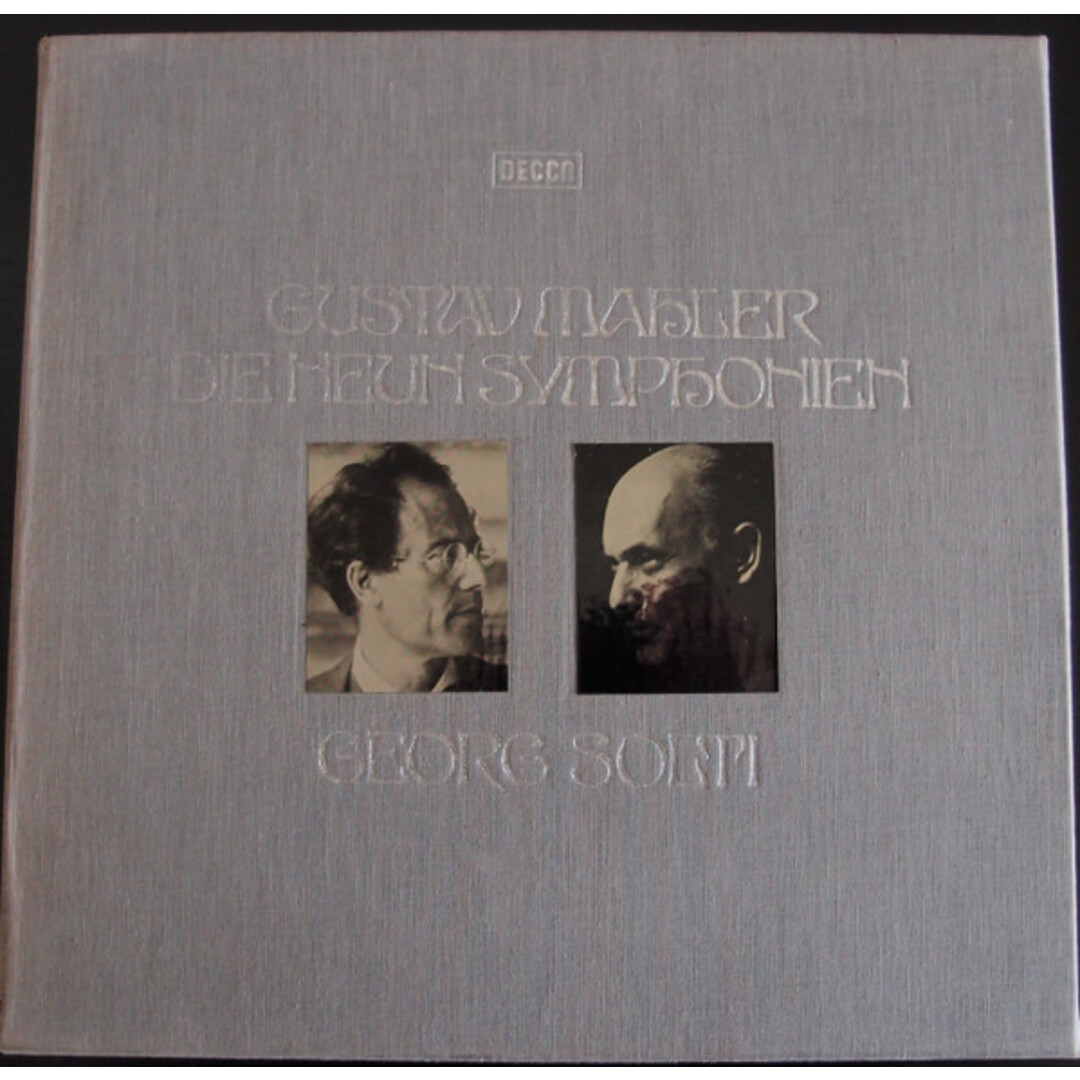 DECCA
GUSTAV MAHLER
DIE NEUN SYMPHONIEN
GEORG SOLTI